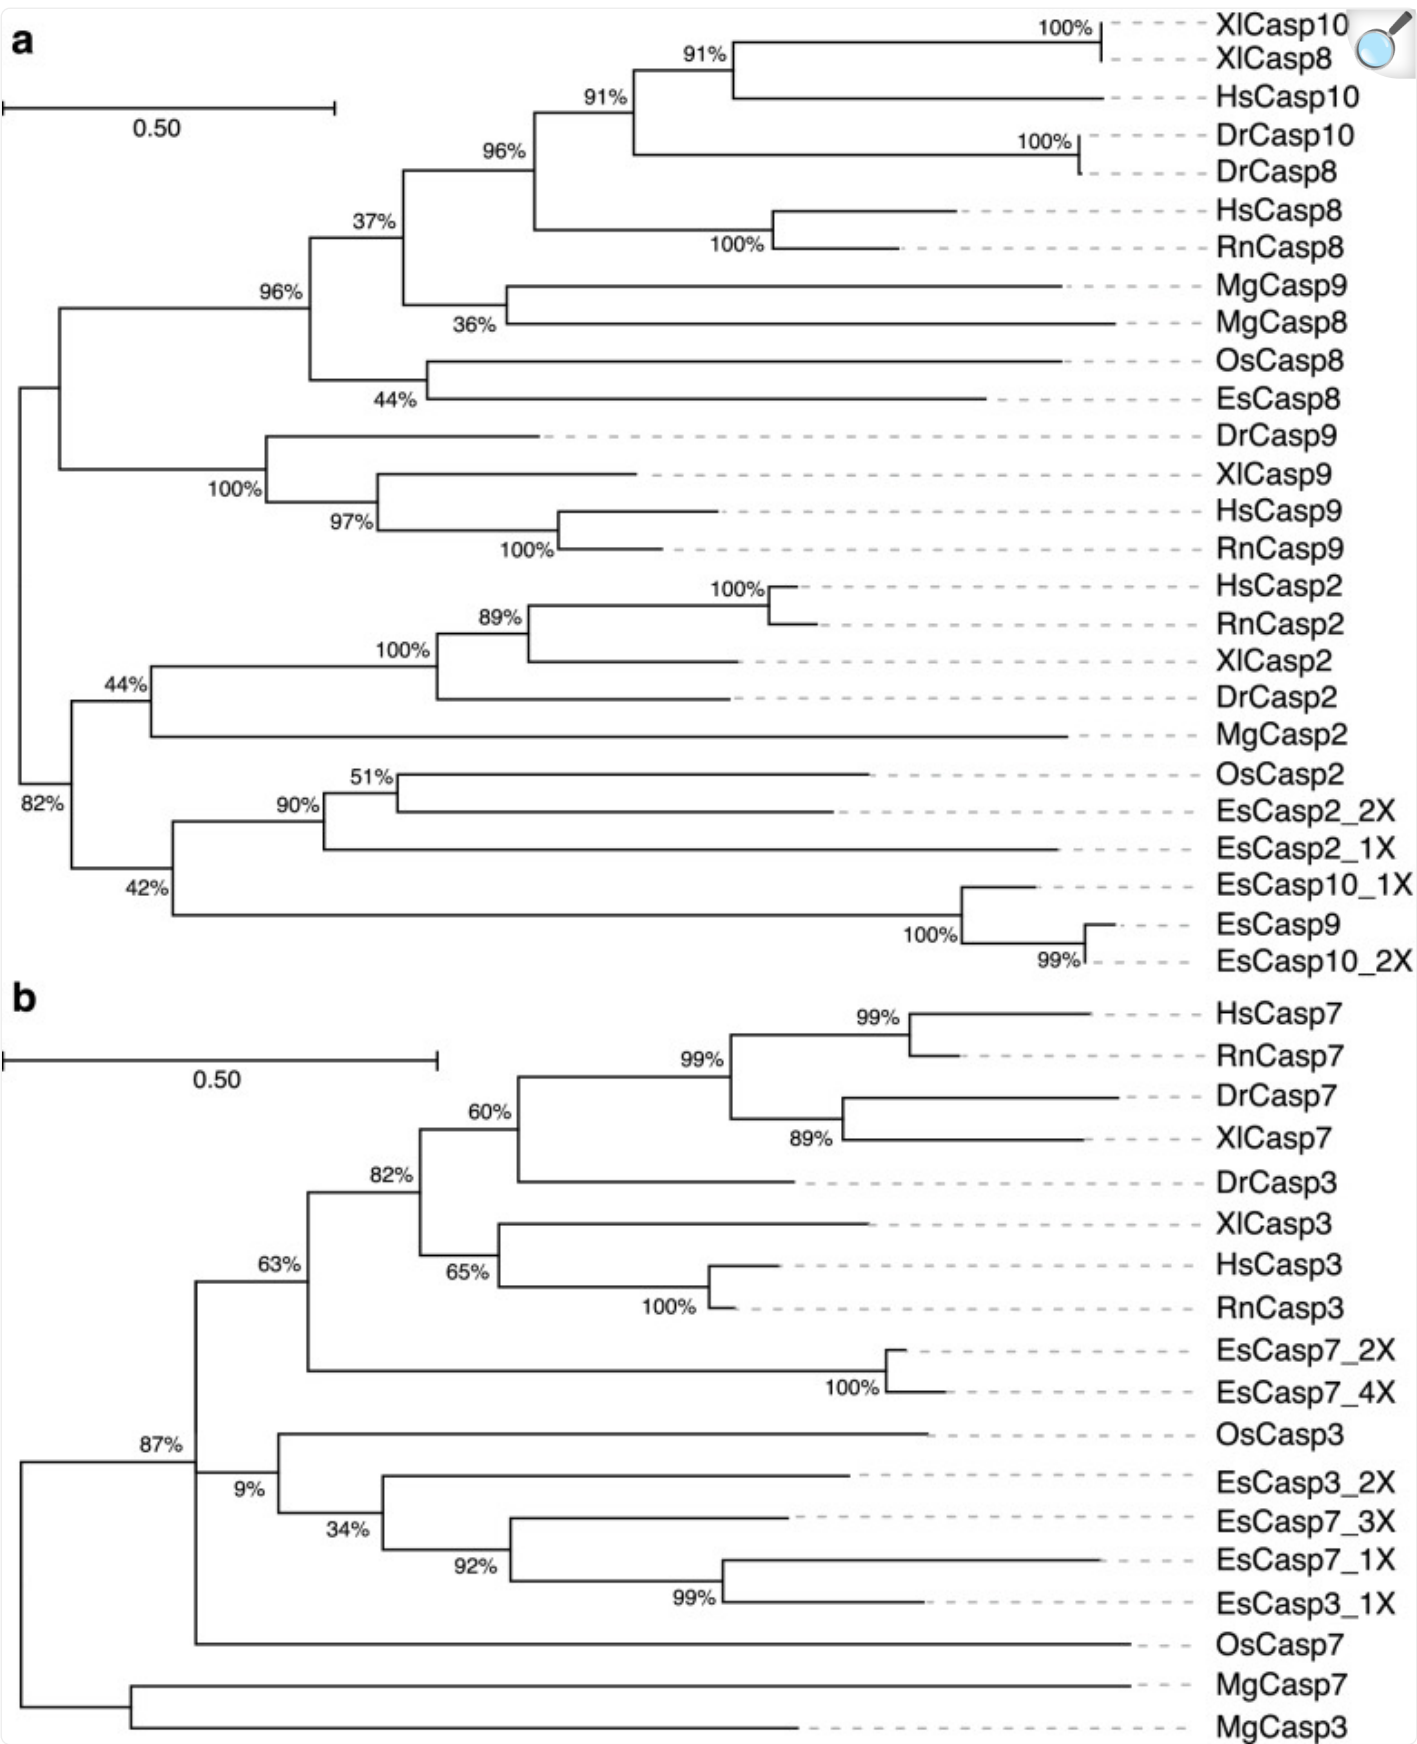 a
100%
XlCasp10
XlCasp8
91%
HsCasp10
91%
0.50
100%
DrCasp10
DrCasp8
96%
HsCasp8
37%
100%
RnCasp8
96%
MgCasp9
36%
MgCasp8
OsCasp8
44%
EsCasp8
DrCasp9
100%
XlCasp9
97%
HsCasp9
100%
RnCasp9
100%
HsCasp2
89%
RnCasp2
100%
XlCasp2
44%
DrCasp2
MgCasp2
51%
OsCasp2
82%
90%
EsCasp2_2X
EsCasp2_1X
42%
EsCasp10_1X
100%
EsCasp9
99%
EsCasp10_2X
b
99%
HsCasp7
0.50
99%
RnCasp7
60%
DrCasp7
89%
XlCasp7
82%
DrCasp3
XlCasp3
63%
65%
HsCasp3
100%
RnCasp3
EsCasp7_2X
100%
EsCasp7_4X
87%
OsCasp3
9%
EsCasp3_2X
34%
EsCasp7_3X
92%
EsCasp7_1X
99%
EsCasp3_1X
OsCasp7
MgCasp7
MgCasp3